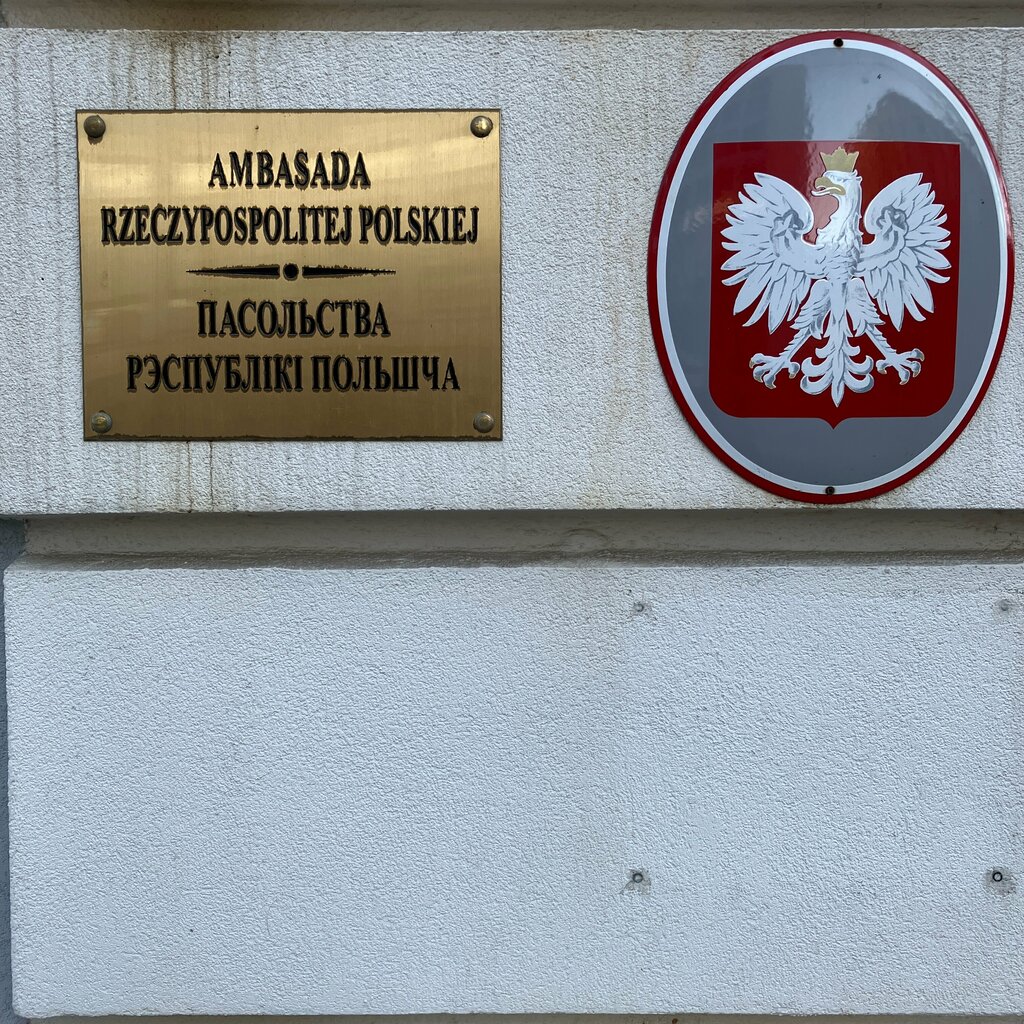 AMBASADA
RZECZYPOSPOLITEJ POLSKIEJ
ПАСОЛЬСТВА
РЭСПУБЛІКІ ПОЛЬШЧА